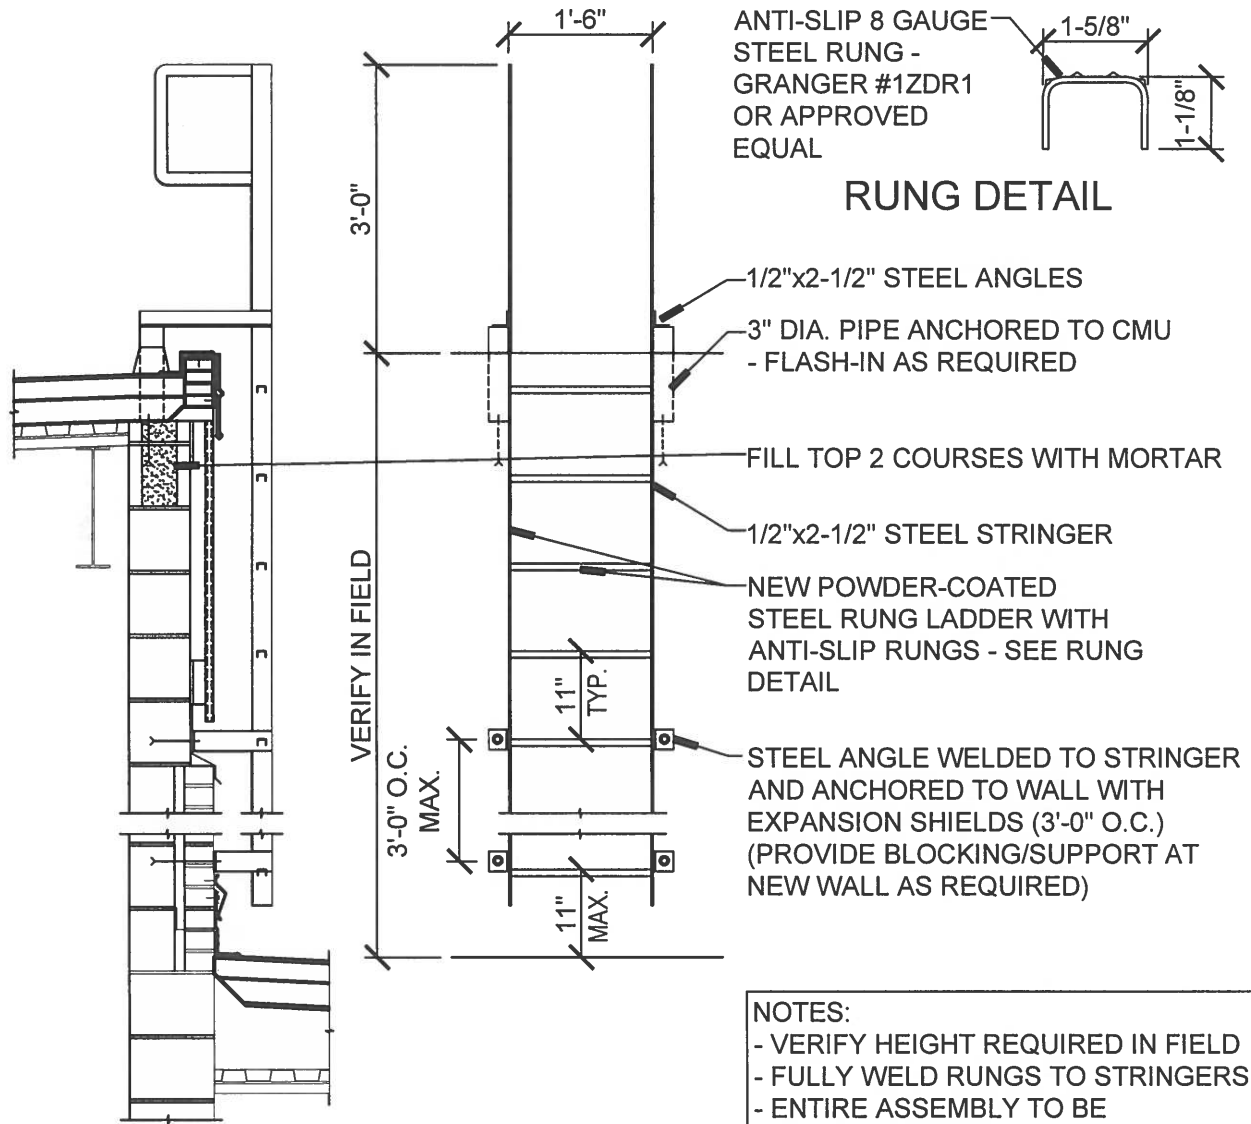 1'-6"
ANTI-SLIP 8 GAUGE
STEEL RUNG -
GRANGER #1ZDR1
OR APPROVED
EQUAL
1-5/8"
1-1/8"
RUNG DETAIL
3'-0"
1/2"x2-1/2" STEEL ANGLES
3" DIA. PIPE ANCHORED TO CMU
- FLASH-IN AS REQUIRED
FILL TOP 2 COURSES WITH MORTAR
1/2"x2-1/2" STEEL STRINGER
NEW POWDER-COATED
STEEL RUNG LADDER WITH
ANTI-SLIP RUNGS - SEE RUNG
DETAIL
VERIFY IN FIELD
11"
TYP.
3'-0" O.C.
MAX.
STEEL ANGLE WELDED TO STRINGER
AND ANCHORED TO WALL WITH
EXPANSION SHIELDS (3'-0" O.C.)
(PROVIDE BLOCKING/SUPPORT AT
NEW WALL AS REQUIRED)
11"
MAX.
NOTES:
- VERIFY HEIGHT REQUIRED IN FIELD
- FULLY WELD RUNGS TO STRINGERS
- ENTIRE ASSEMBLY TO BE